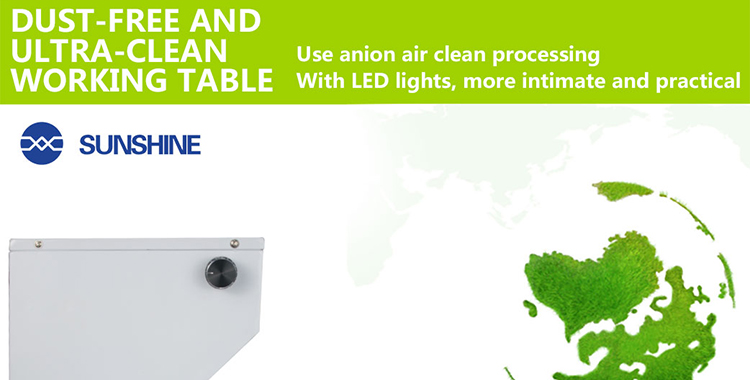 DUST-FREE AND
ULTRA-CLEAN
WORKING TABLE
Use anion air clean processing
With LED lights, more intimate and practical
SUNSHINE